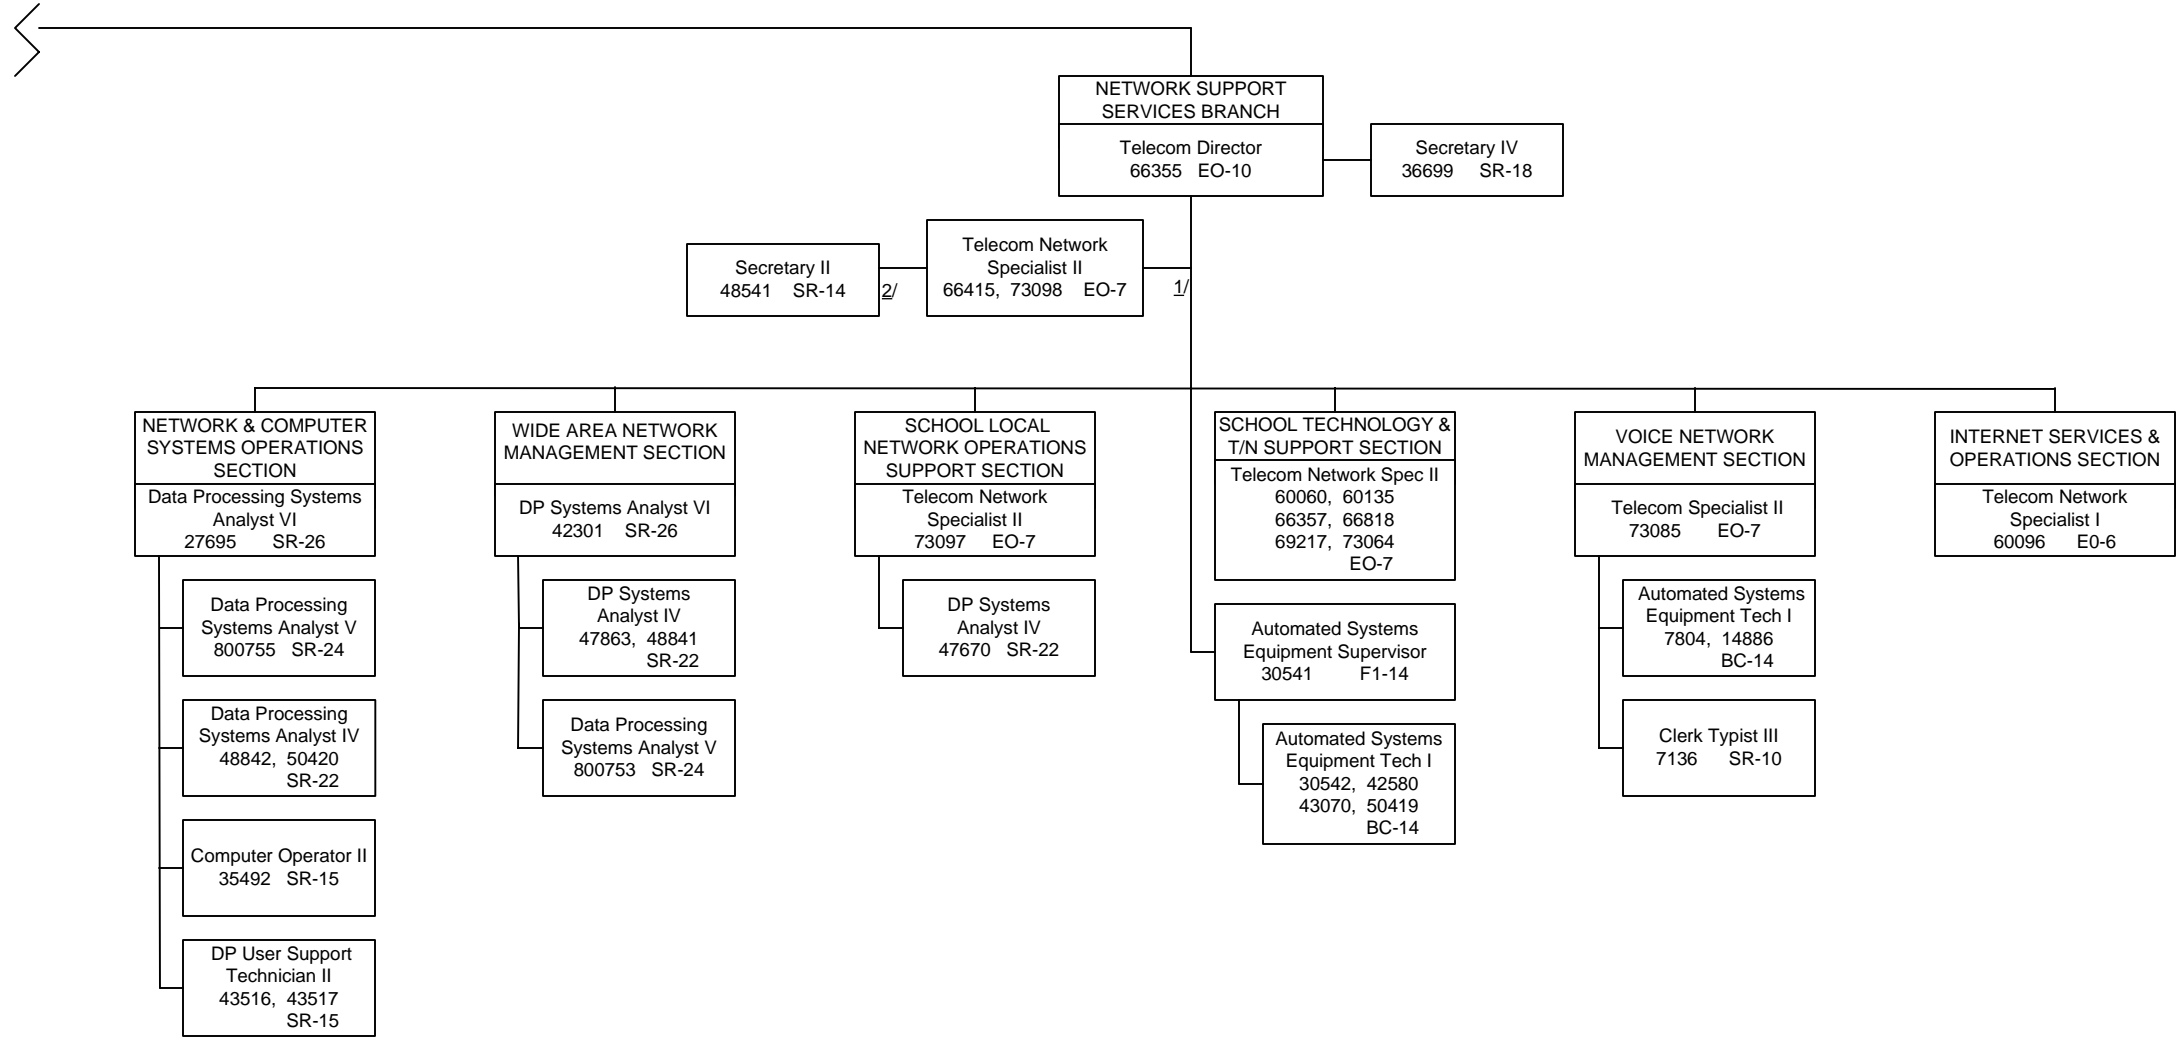 NETWORK SUPPORT
SERVICES BRANCH
Telecom Director
66355 EO-10
Secretary IV
36699 SR-18
Secretary II
48541 SR-14
2/
Telecom Network
Specialist II
66415, 73098 EO-7
1/
NETWORK & COMPUTER
SYSTEMS OPERATIONS
SECTION
Data Processing Systems
Analyst VI
27695 SR-26
Data Processing
Systems Analyst V
800755 SR-24
Data Processing
Systems Analyst IV
48842, 50420
SR-22
Computer Operator II
35492 SR-15
DP User Support
Technician II
43516, 43517
SR-15
WIDE AREA NETWORK
MANAGEMENT SECTION
DP Systems Analyst VI
42301 SR-26
DP Systems
Analyst IV
47863, 48841
SR-22
Data Processing
Systems Analyst V
800753 SR-24
SCHOOL LOCAL
NETWORK OPERATIONS
SUPPORT SECTION
Telecom Network
Specialist II
73097 EO-7
DP Systems
Analyst IV
47670 SR-22
SCHOOL TECHNOLOGY &
T/N SUPPORT SECTION
Telecom Network Spec II
60060, 60135
66357, 66818
69217, 73064
EO-7
Automated Systems
Equipment Supervisor
30541 F1-14
Automated Systems
Equipment Tech I
30542, 42580
43070, 50419
BC-14
VOICE NETWORK
MANAGEMENT SECTION
Telecom Specialist II
73085 EO-7
Automated Systems
Equipment Tech I
7804, 14886
BC-14
Clerk Typist III
7136 SR-10
INTERNET SERVICES &
OPERATIONS SECTION
Telecom Network
Specialist I
60096 E0-6